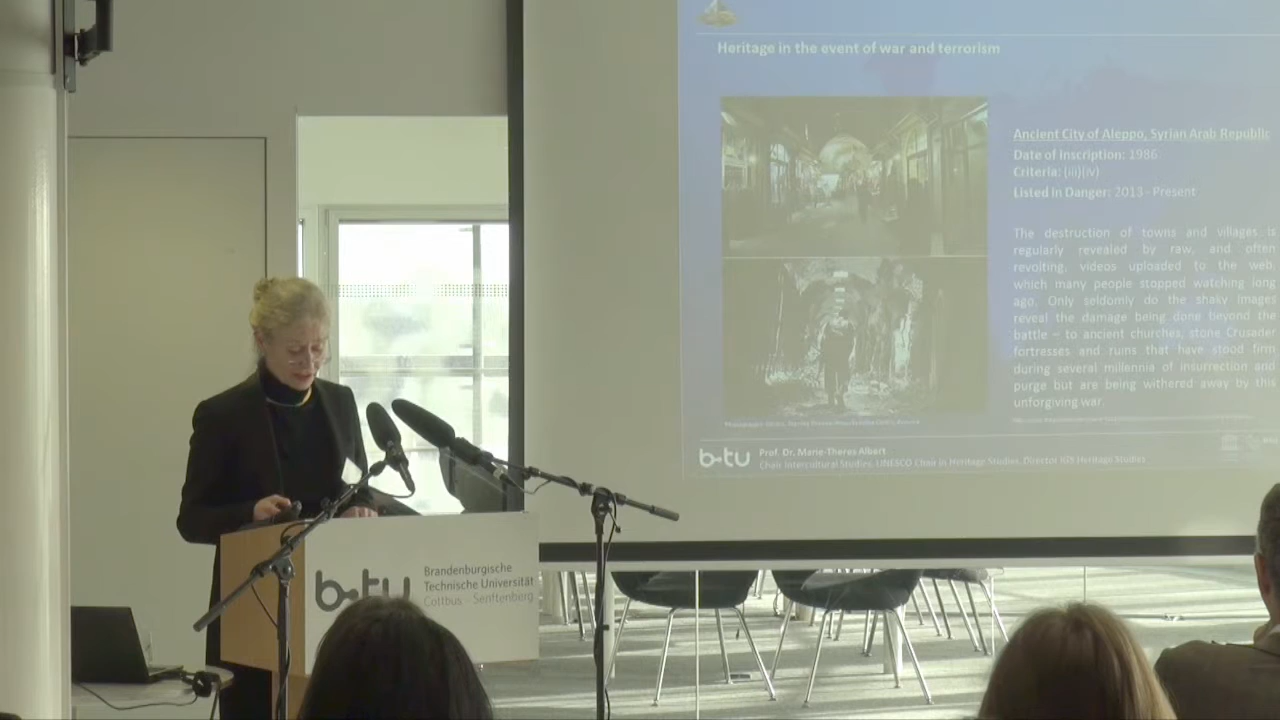 Heritage in the event of war and terrorism
Ancient City of Aleppo, Syrian Arab Republic
Date of Inscription: 1986
Criteria: (iii)(iv)
Listed in Danger: 2013 - Present
The destruction of towns and villages is
regularly revealed by raw, and often
revolting, videos uploaded to the web,
which many people stopped watching long
ago. Only seldomly do the shaky images
reveal the damage being done beyond the
battle – to ancient churches, stone Crusader
fortresses and ruins that have stood firm
during several millennia of insurrection and
purge but are being withered away by this
unforgiving war.
b-tu
Prof. Dr. Marie-Theres Albert
Chair Intercultural Studies, UNESCO Chair in Heritage Studies, Director IGS Heritage Studies
b-tu
Brandenburgische
Technische Universität
Cottbus - Senftenberg